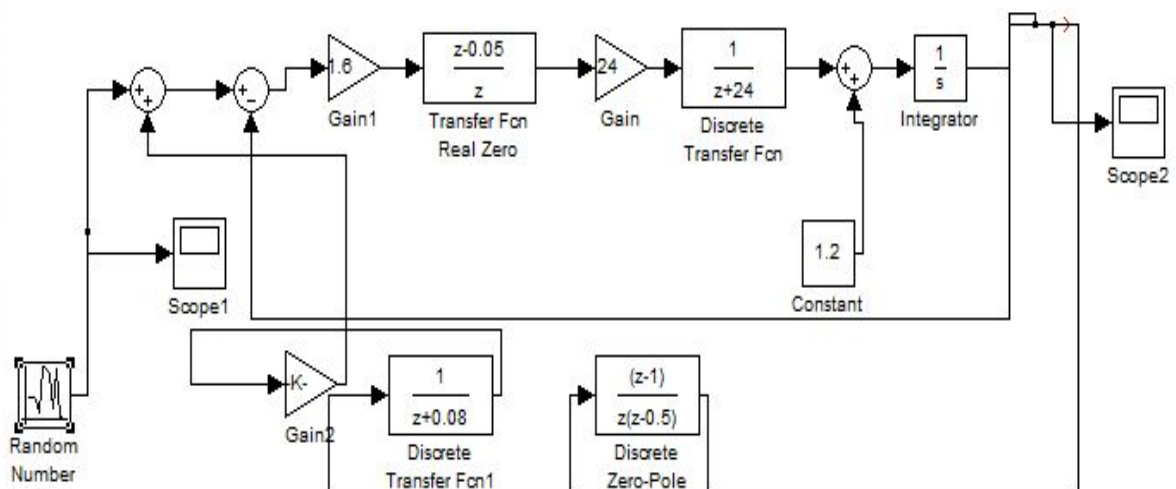 1.6
Gain1
z-0.05
z
Transfer Fcn
Real Zero
24
Gain
1
z+24
Discrete
Transfer Fcn
1
s
Integrator
Scope2
1.2
Constant
Scope1
Random
Number
-K-
Gain2
1
z+0.08
Discrete
Transfer Fcn1
(z-1)
z(z-0.5)
Discrete
Zero-Pole